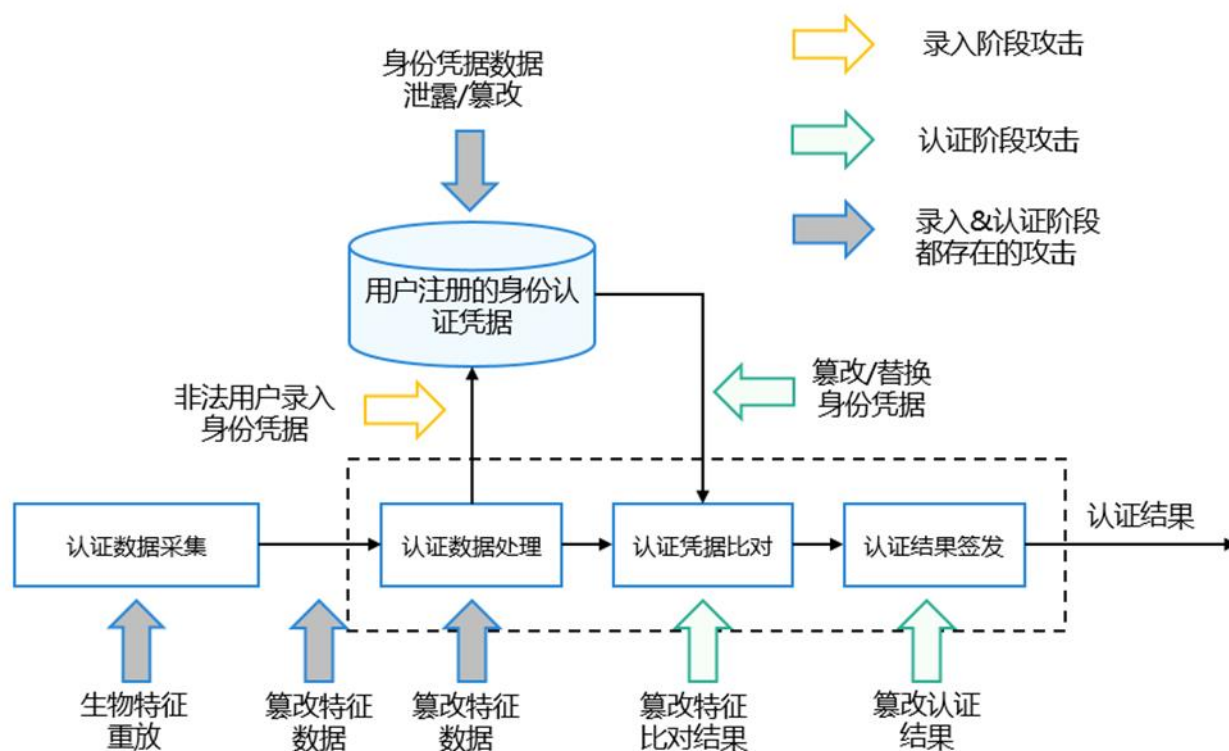 身份凭据数据
泄露/篡改
录入阶段攻击
认证阶段攻击
录入&认证阶段
都存在的攻击
用户注册的身份认
证凭据
非法用户录入
身份凭据
篡改/替换
身份凭据
认证数据采集
认证数据处理
认证凭据比对
认证结果签发
认证结果
生物特征
重放
篡改特征
数据
篡改特征
数据
篡改特征
比对结果
篡改认证
结果